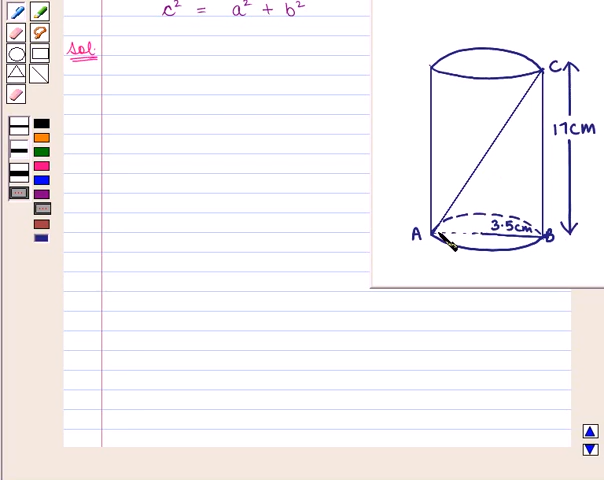 c² = a² + b²
Sol.
C
17cm
3.5cm
A
B